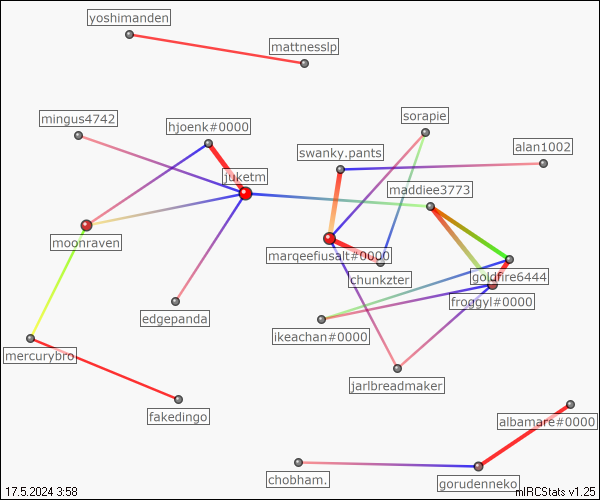 yoshimanden
mattnesslp
mingus4742
hjoenk#0000
sorapie
alan1002
swanky.pants
juketm
maddiee3773
moonraven
marqeefiusalt#0000
chunkzter
goldfire6444
froggyl#0000
edgepanda
ikeachan#0000
mercurybro
jarlbreadmaker
fakedingo
albamare#0000
chobham.
gorudenneko
17.5.2024 3:58
mIRCStats v1.25